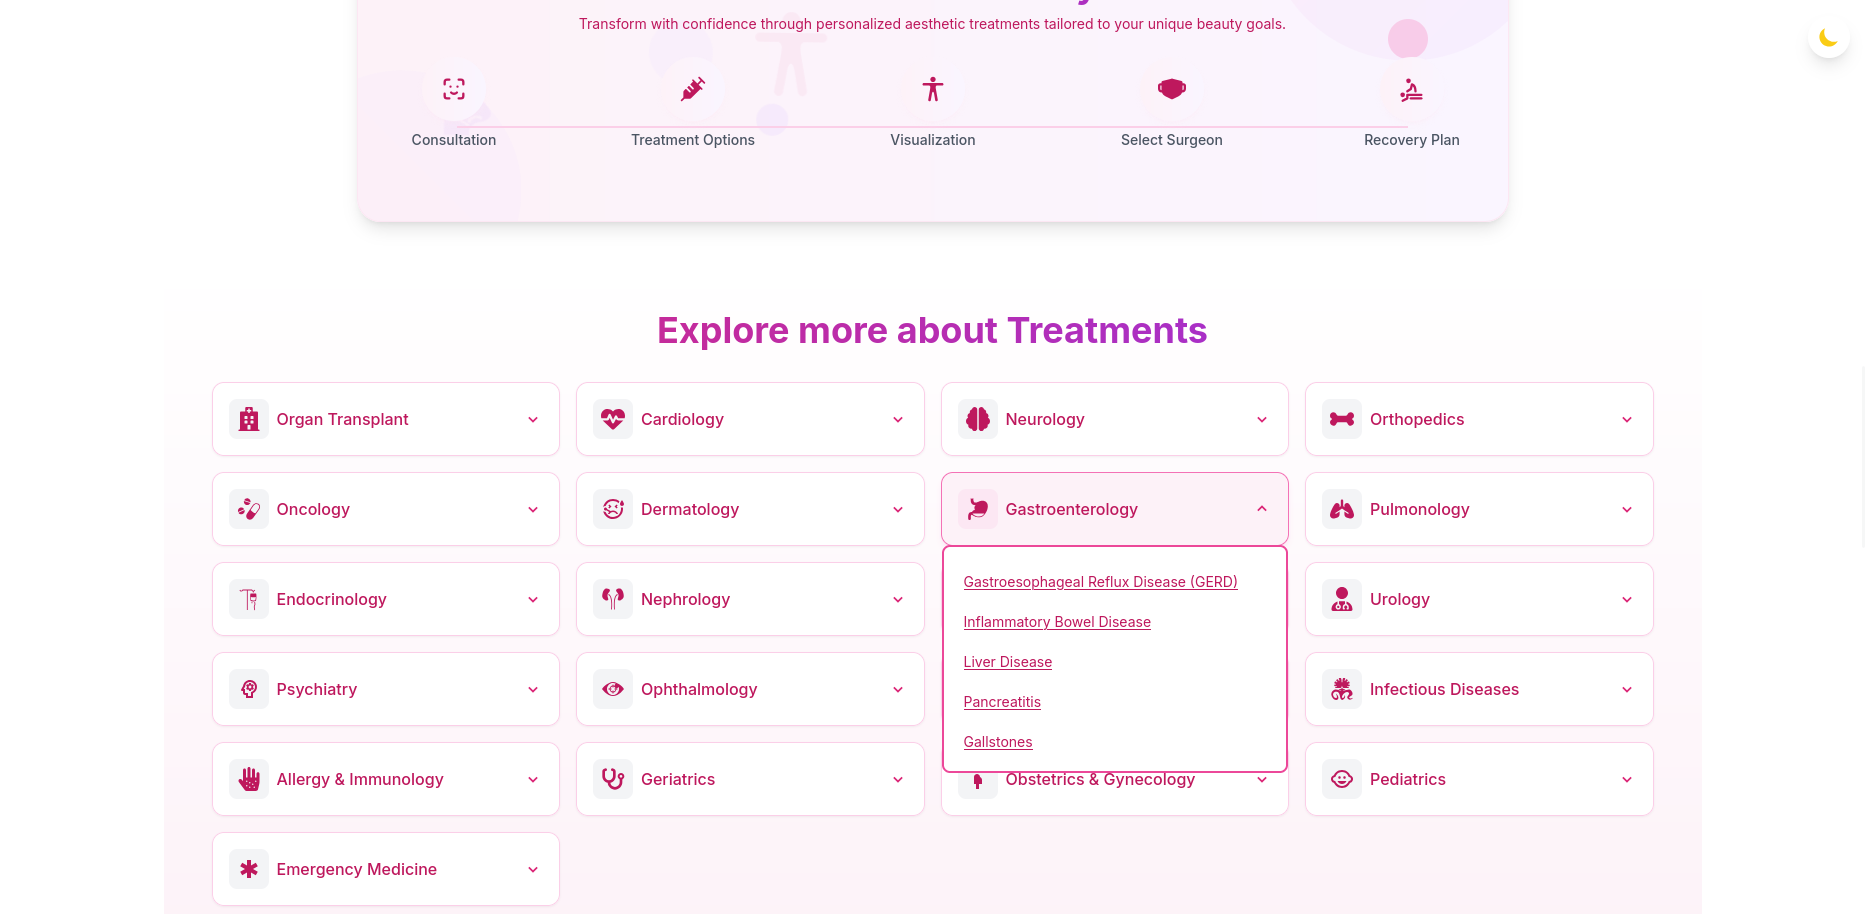 Transform with confidence through personalized aesthetic treatments tailored to your unique beauty goals.
Consultation
Treatment Options
Visualization
Select Surgeon
Recovery Plan
Explore more about Treatments
Organ Transplant
Cardiology
Neurology
Orthopedics
Oncology
Dermatology
Gastroenterology
Pulmonology
Gastroesophageal Reflux Disease (GERD)
Inflammatory Bowel Disease
Liver Disease
Pancreatitis
Gallstones
Endocrinology
Nephrology
Urology
Psychiatry
Ophthalmology
Infectious Diseases
Allergy & Immunology
Geriatrics
Obstetrics & Gynecology
Pediatrics
Emergency Medicine